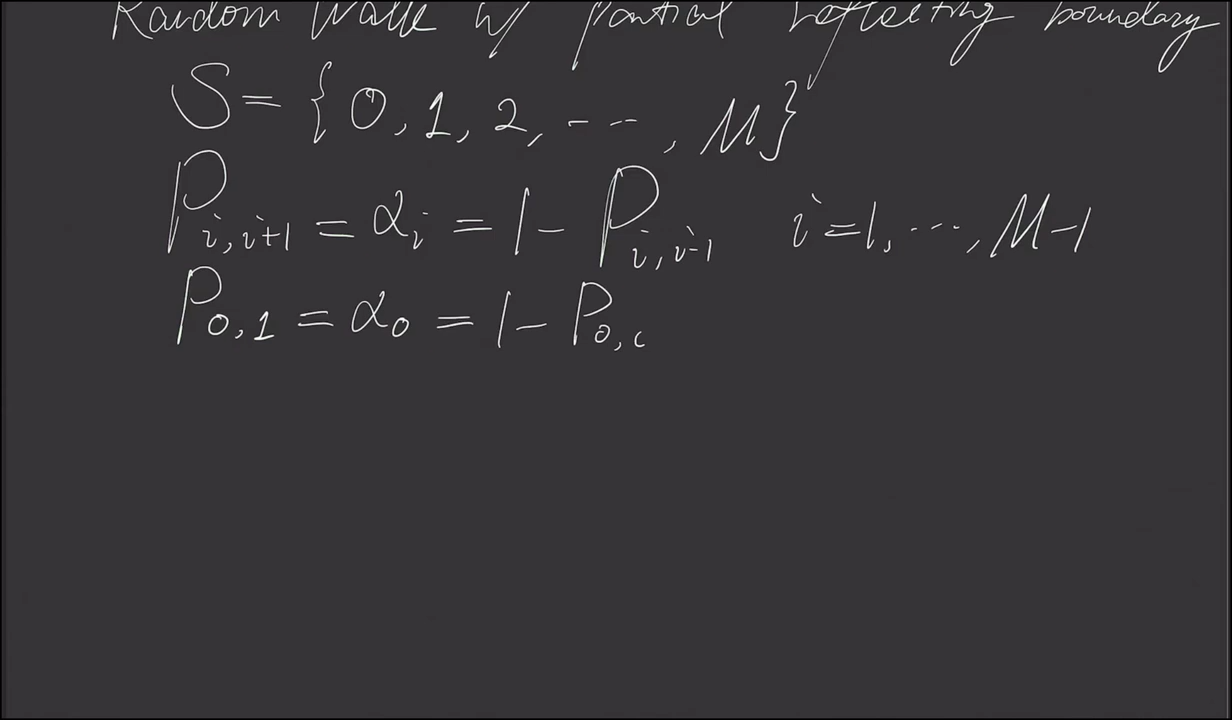 Random Walk w/ partial reflecting boundary
S = {0, 1, 2, ..., M}
P_{i,i+1} = α_i = 1 - P_{i,i-1}  i = 1, ..., M-1
P_{0,1} = α_0 = 1 - P_{0,